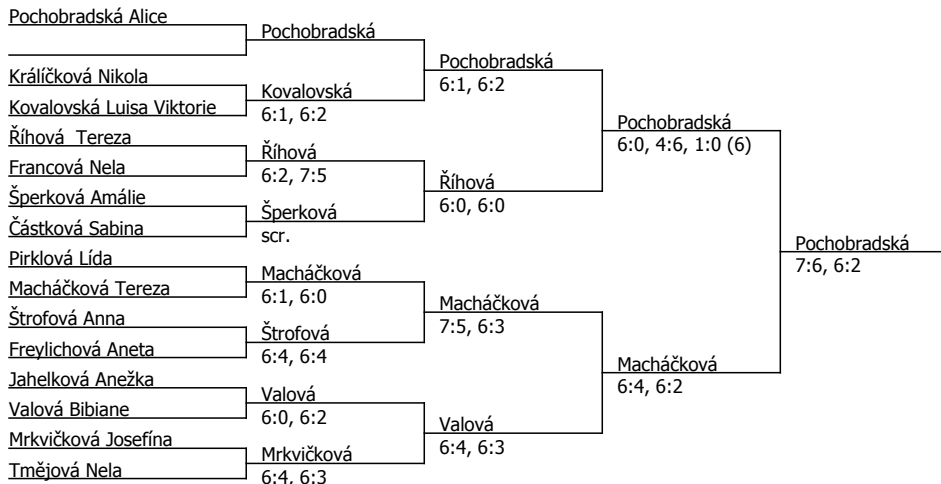 Pochobradská Alice
Králíčková Nikola
Kovalovská Luisa Viktorie
Říhová  Tereza
Francová Nela
Šperková Amálie
Částková Sabina
Pirklová Lída
Macháčková Tereza
Štrofová Anna
Freylichová Aneta
Jahelková Anežka
Valová Bibiane
Mrkvičková Josefína
Tmějová Nela
Pochobradská
Kovalovská
6:1, 6:2
Říhová
6:2, 7:5
Šperková
scr.
Macháčková
6:1, 6:0
Štrofová
6:4, 6:4
Valová
6:0, 6:2
Mrkvičková
6:4, 6:3
Pochobradská
6:1, 6:2
Říhová
6:0, 6:0
Macháčková
7:5, 6:3
Valová
6:4, 6:3
Pochobradská
6:0, 4:6, 1:0 (6)
Macháčková
6:4, 6:2
Pochobradská
7:6, 6:2